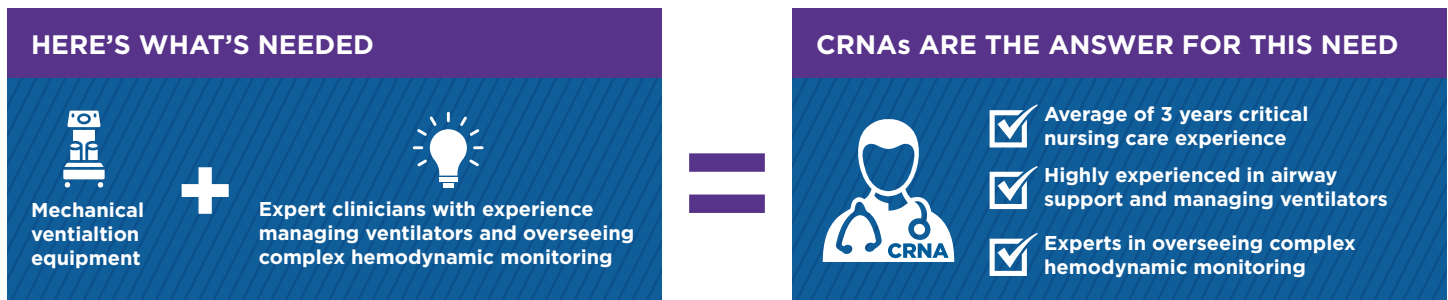 HERE'S WHAT'S NEEDED
Mechanical
ventialtion
equipment
Expert clinicians with experience
managing ventilators and overseeing
complex hemodynamic monitoring
CRNAs ARE THE ANSWER FOR THIS NEED
CRNA
Average of 3 years critical
nursing care experience
Highly experienced in airway
support and managing ventilators
Experts in overseeing complex
hemodynamic monitoring